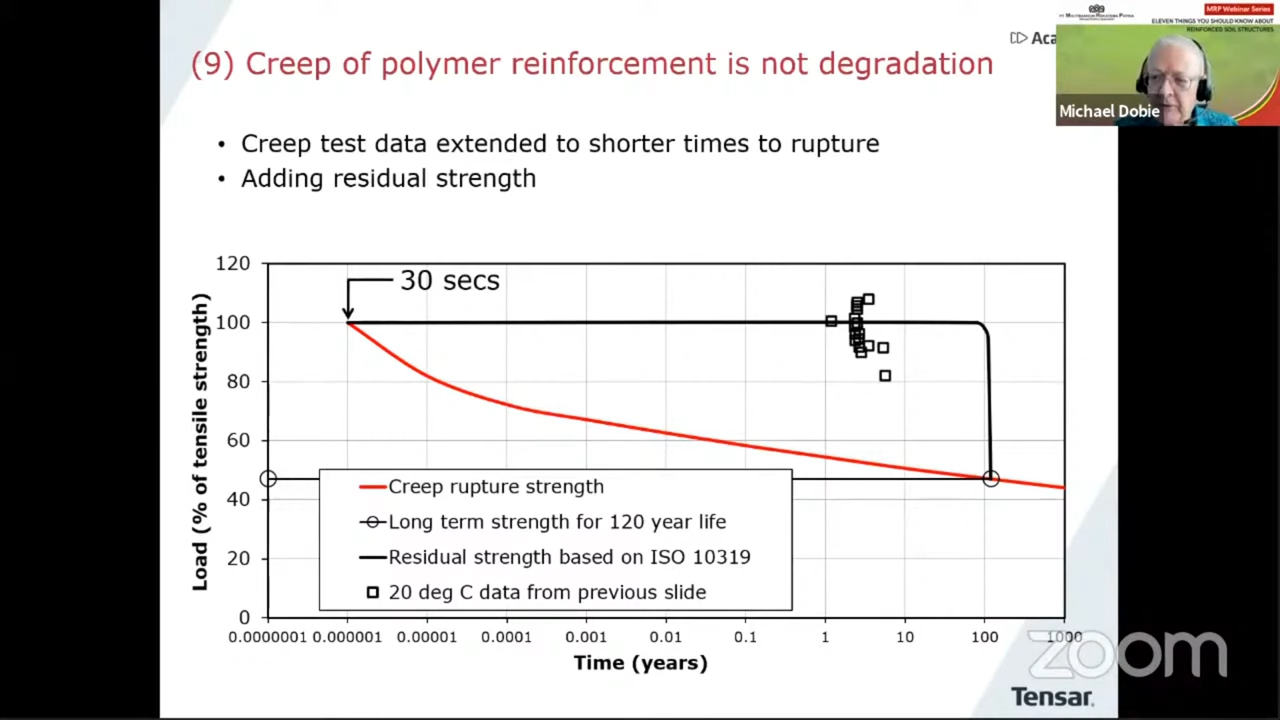 MRP Webinar Series
ELEVEN THINGS YOU SHOULD KNOW ABOUT
REINFORCED SOIL STRUCTURES
Aca
Michael Dobie
(9) Creep of polymer reinforcement is not degradation
• Creep test data extended to shorter times to rupture
• Adding residual strength
30 secs
Load (% of tensile strength)
120
100
80
60
40
20
0
Creep rupture strength
Long term strength for 120 year life
Residual strength based on ISO 10319
20 deg C data from previous slide
0.0000001 0.000001 0.00001 0.0001 0.001 0.01 0.1 1 10 100 1000
Time (years)
zoom
Tensar